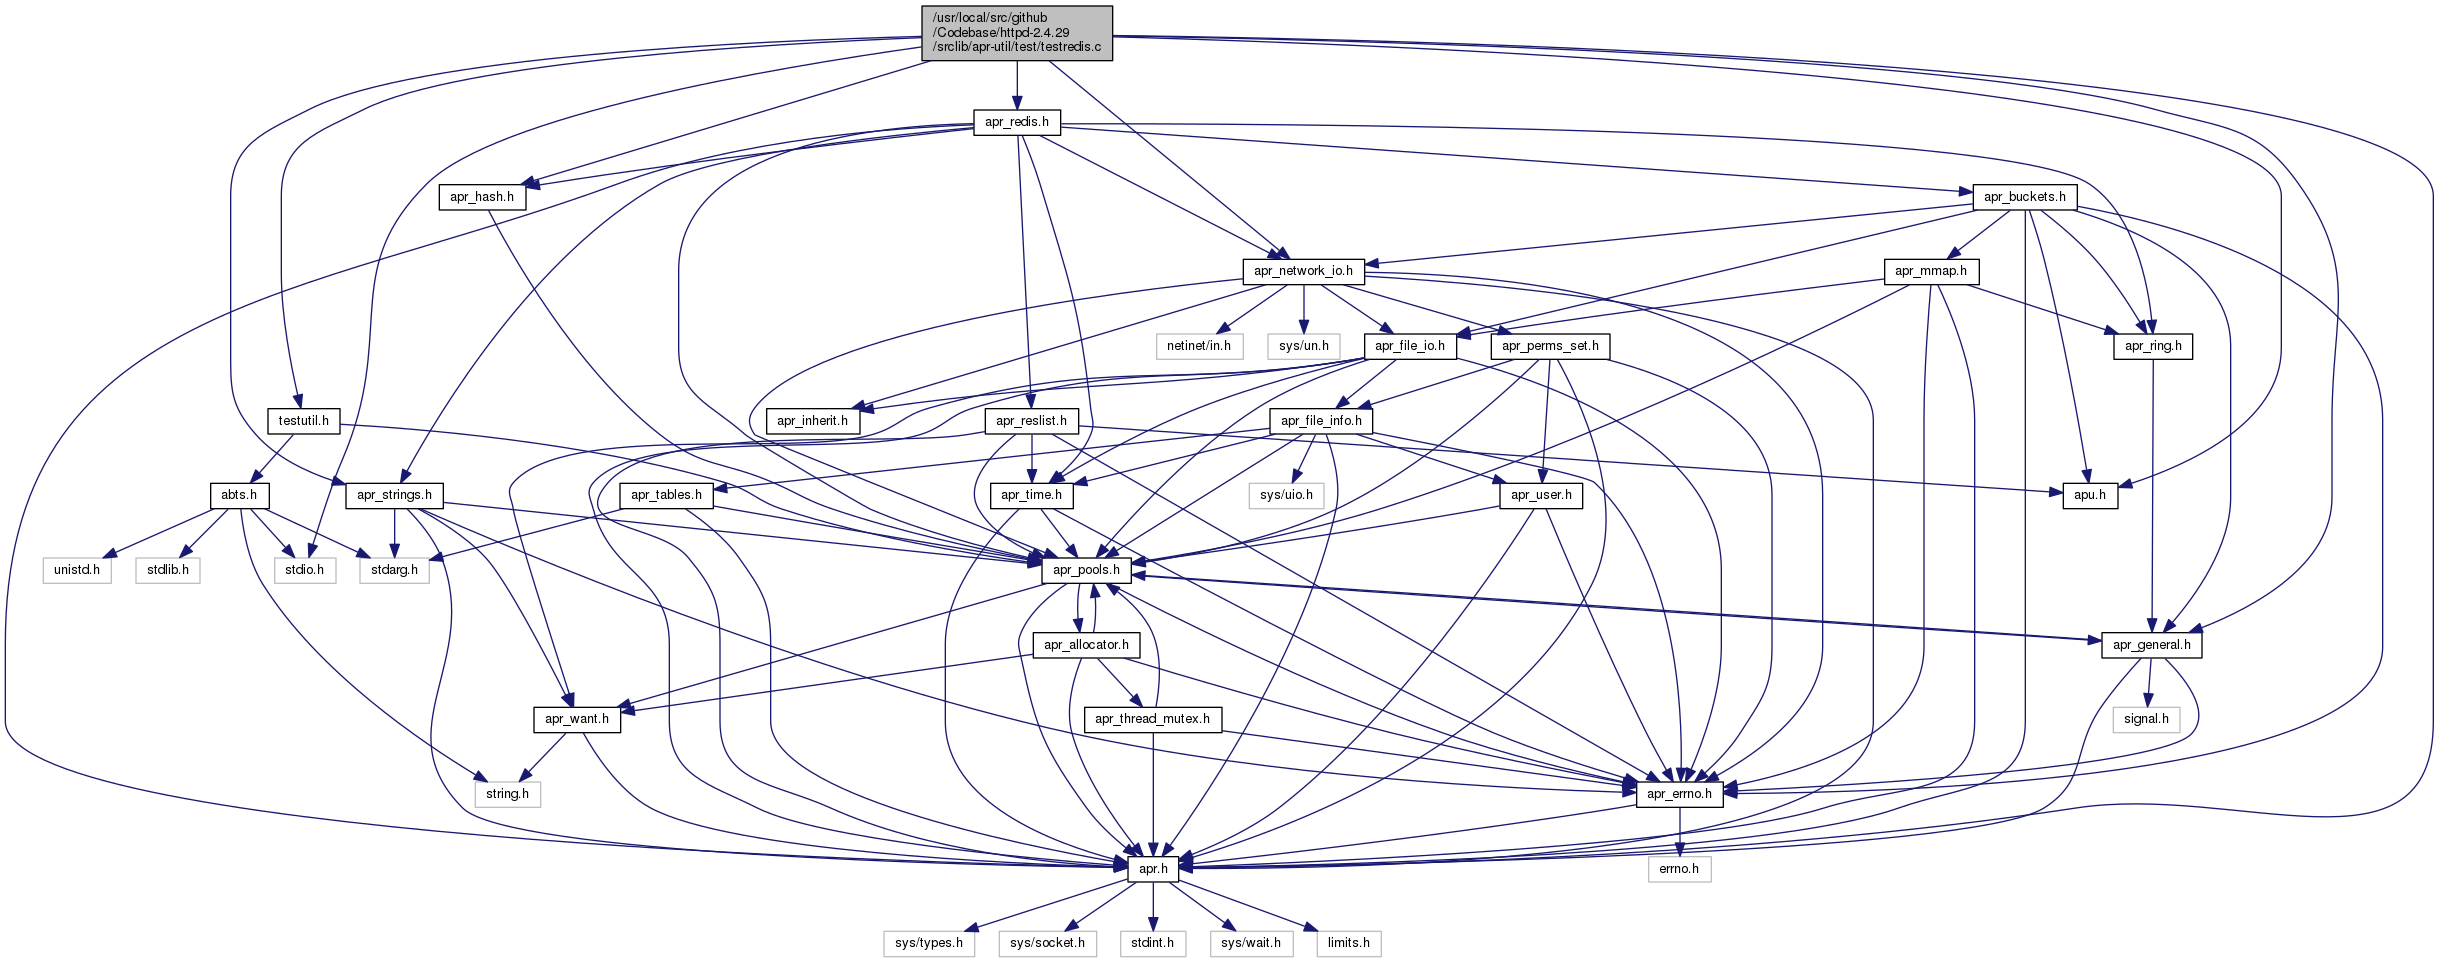 /usr/local/src/github
/Codebase/httpd-2.4.29
/srclib/apr-util/test/testredis.c
apr_redis.h
apr_hash.h
apr_buckets.h
apr_network_io.h
apr_mmap.h
netinet/in.h
sys/un.h
apr_file_io.h
apr_perms_set.h
apr_ring.h
testutil.h
apr_inherit.h
apr_reslist.h
apr_file_info.h
abts.h
apr_strings.h
apr_tables.h
apr_time.h
sys/uio.h
apr_user.h
apu.h
unistd.h
stdlib.h
stdio.h
stdarg.h
apr_pools.h
apr_allocator.h
apr_general.h
apr_want.h
apr_thread_mutex.h
signal.h
string.h
apr_errno.h
apr.h
errno.h
sys/types.h
sys/socket.h
stdint.h
sys/wait.h
limits.h